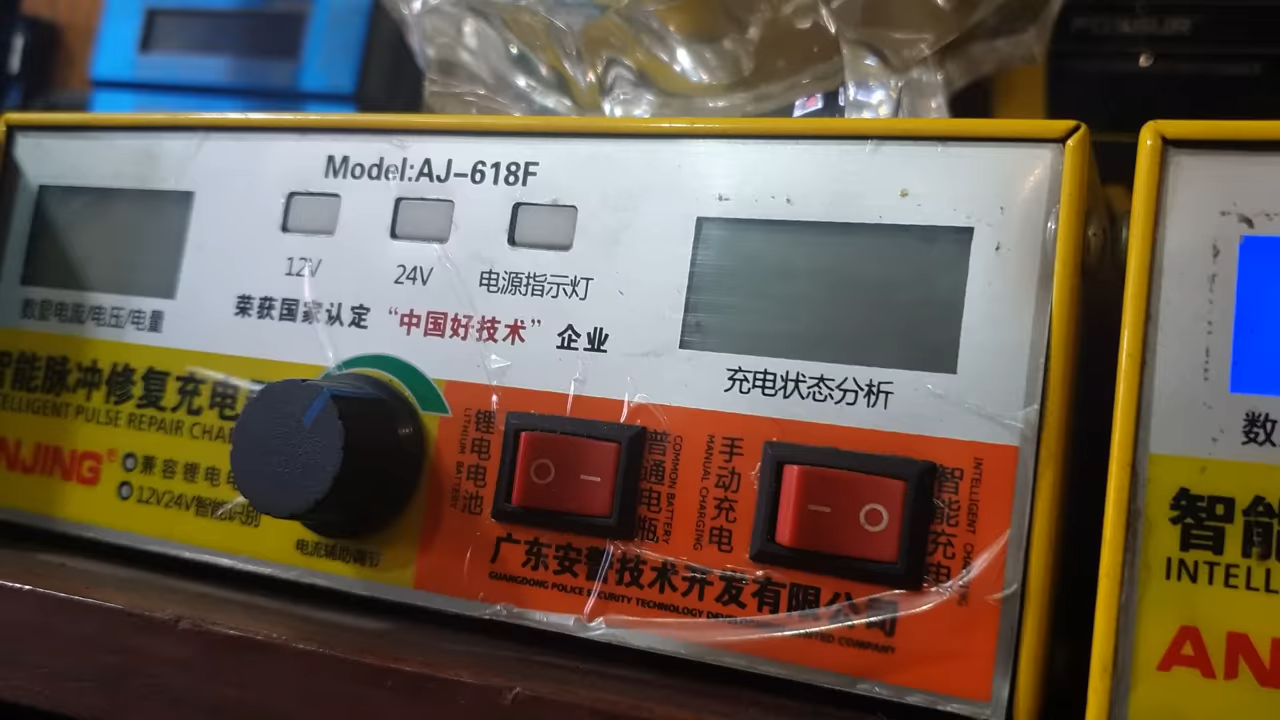 FOXSUR
Model:AJ-618F
12V
24V
电源指示灯
数显电流/电压/电量
荣获国家认定 “中国好技术” 企业
充电状态分析
智能脉冲修复充电
INTELLIGENT PULSE REPAIR CHA
ANJING®
兼容锂电
12V24V智能识别
电流辅助调节
锂电电池
LITHIUM BATTERY
普通电瓶
COMMON BATTERY
手动充电
MANUAL CHARGING
智能充电
INTELLIGENT CHARGING
广东安警技术开发有限公司
GUANGDONG POLICE SECURITY TECHNOLOGY DEVELOPMENT LIMITED COMPANY
数
智能
INTELL
AN